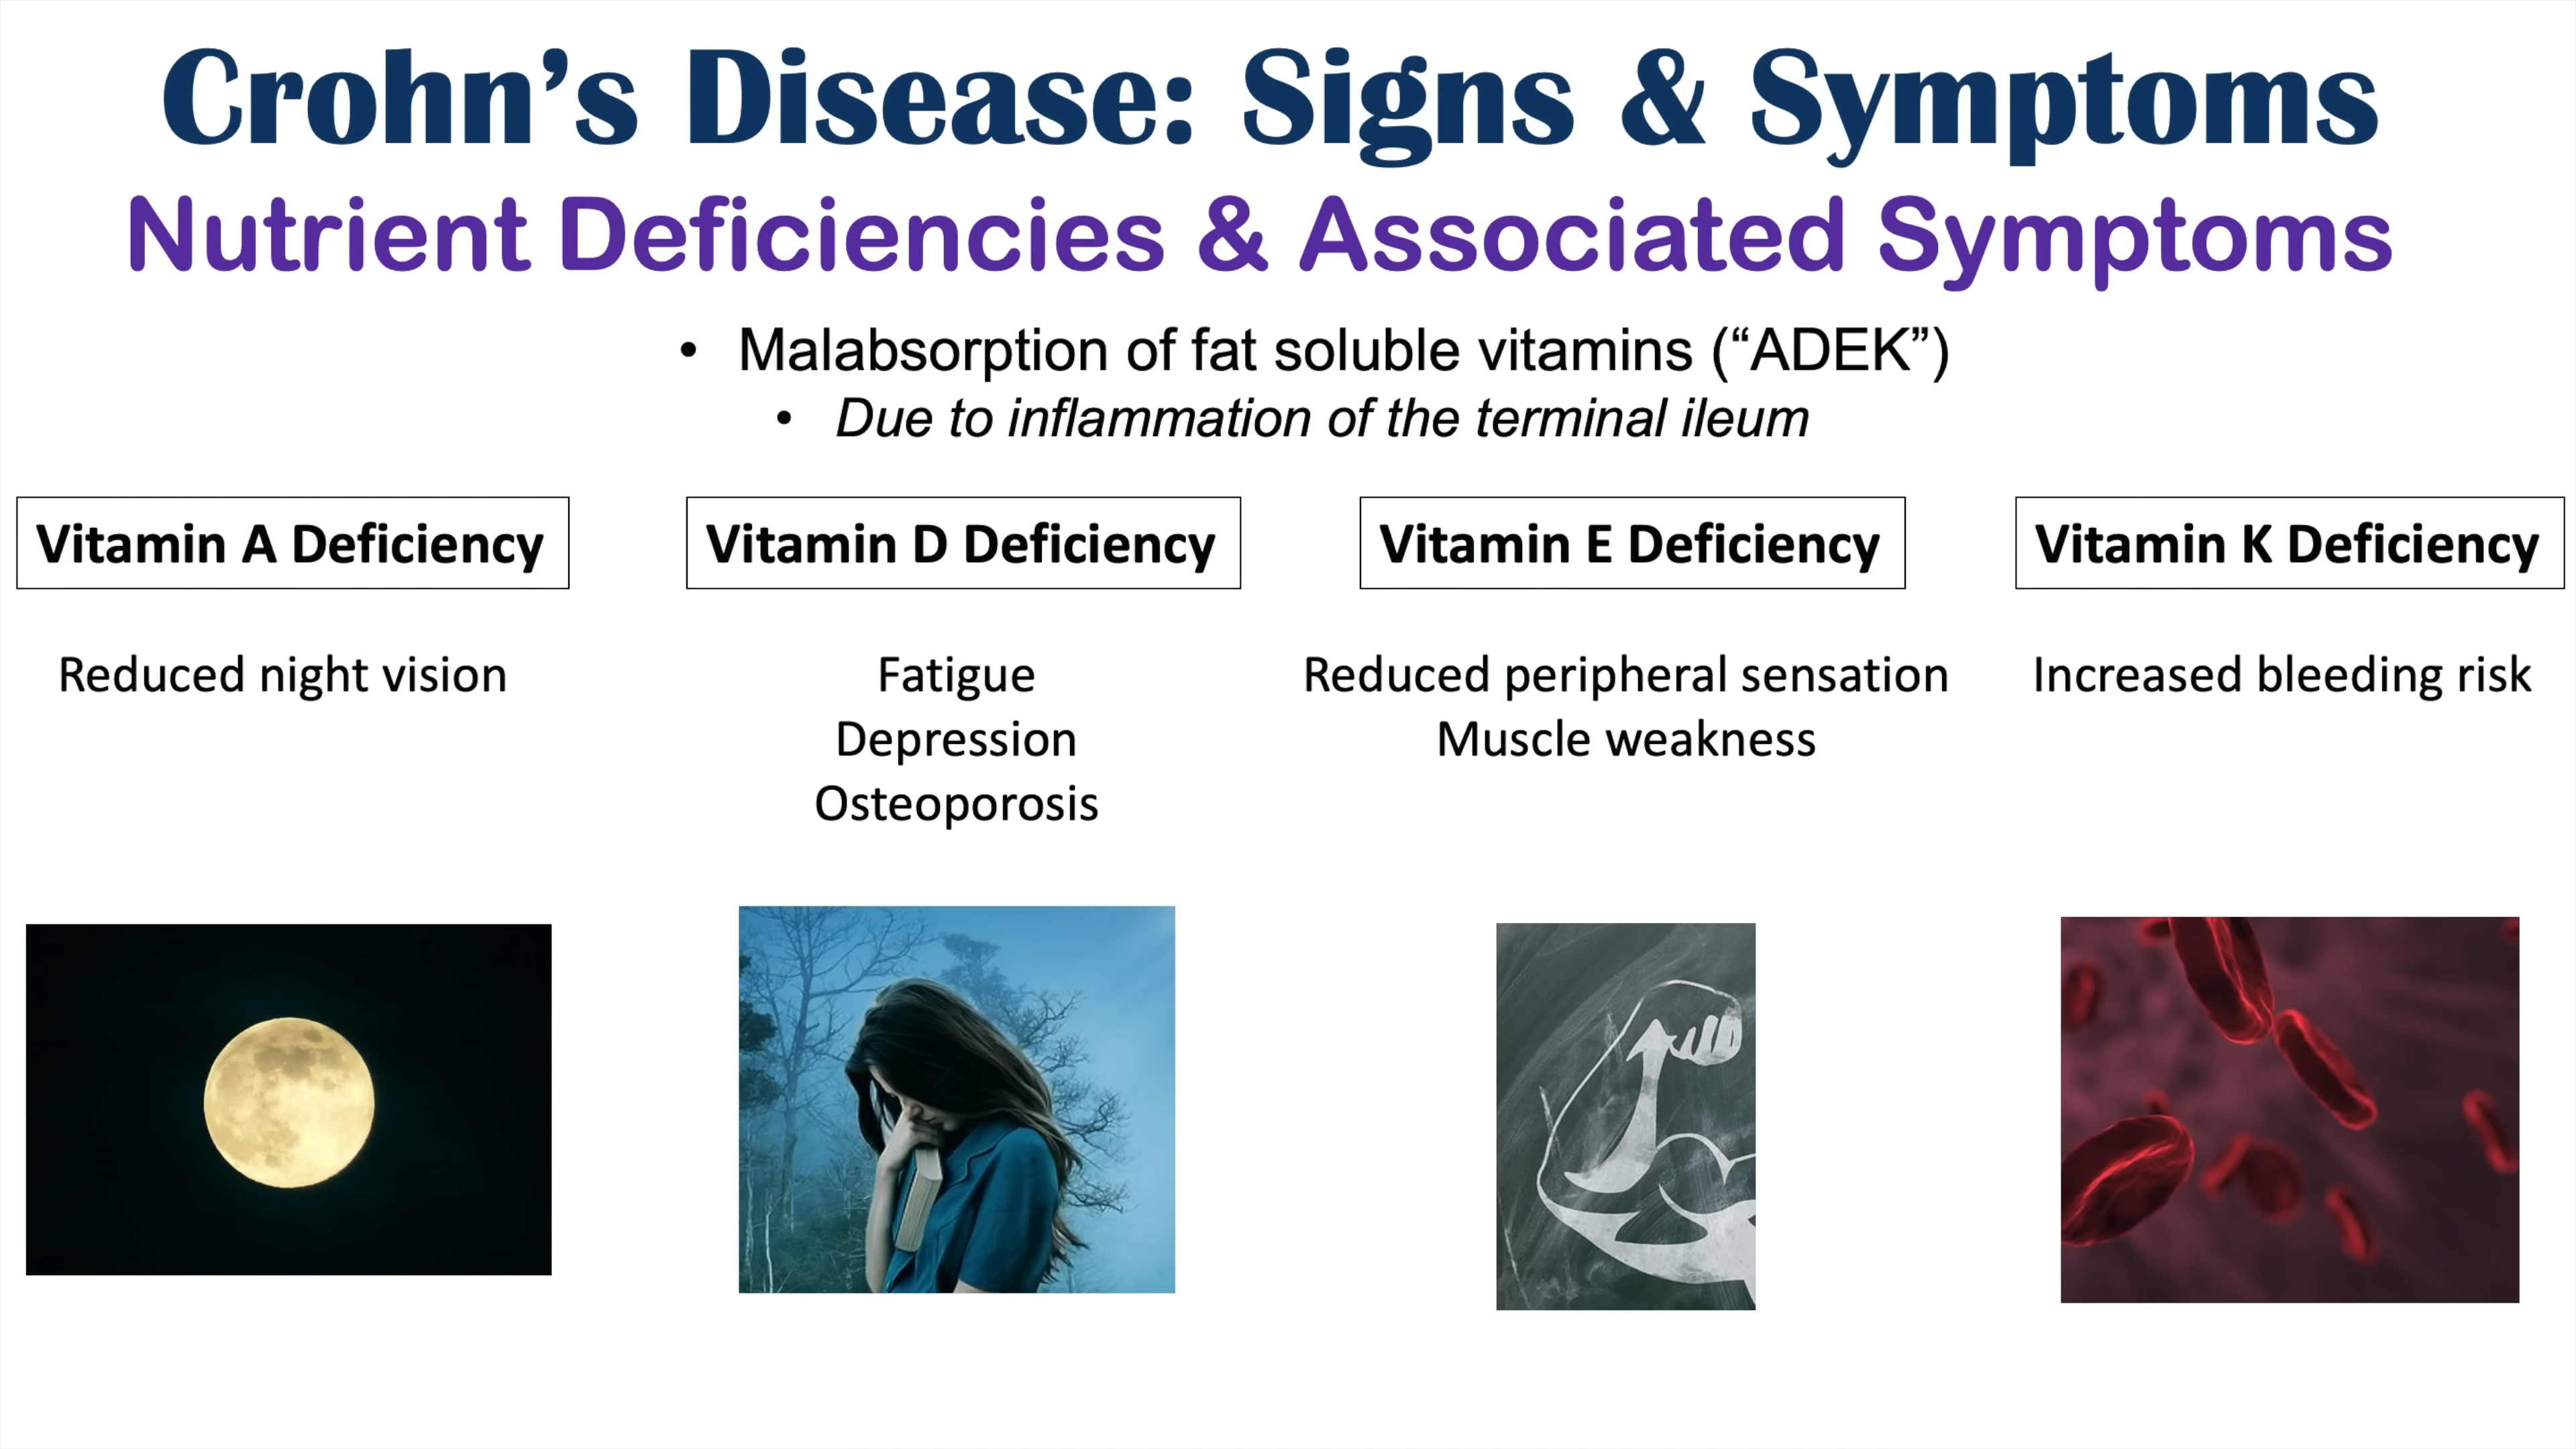 Crohn’s Disease: Signs & Symptoms
Nutrient Deficiencies & Associated Symptoms
• Malabsorption of fat soluble vitamins (“ADEK”)
• Due to inflammation of the terminal ileum
Vitamin A Deficiency
Reduced night vision
Vitamin D Deficiency
Fatigue
Depression
Osteoporosis
Vitamin E Deficiency
Reduced peripheral sensation
Muscle weakness
Vitamin K Deficiency
Increased bleeding risk